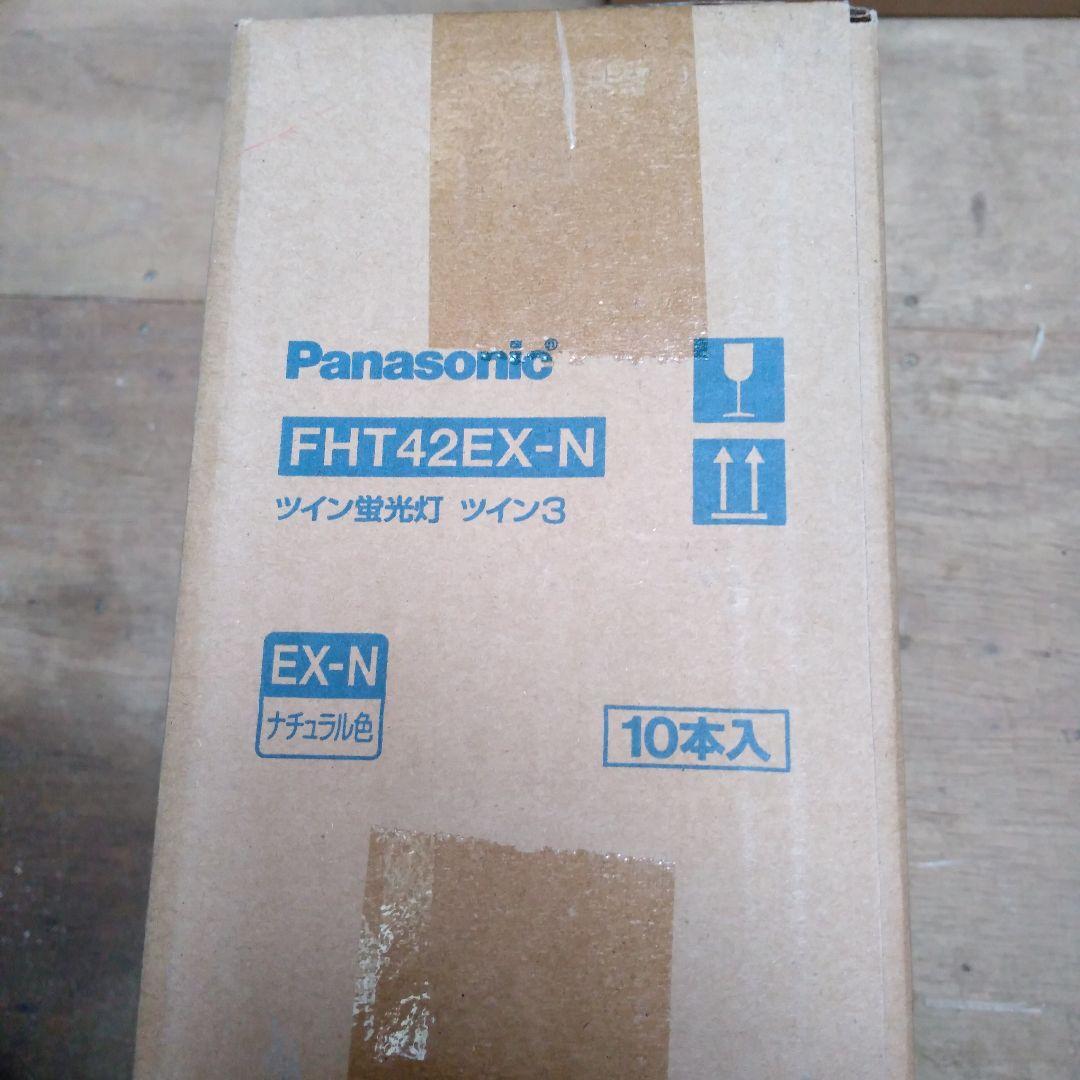 Panasonic®
FHT42EX-N
ツイン蛍光灯 ツイン3
EX-N
ナチュラル色
10本入